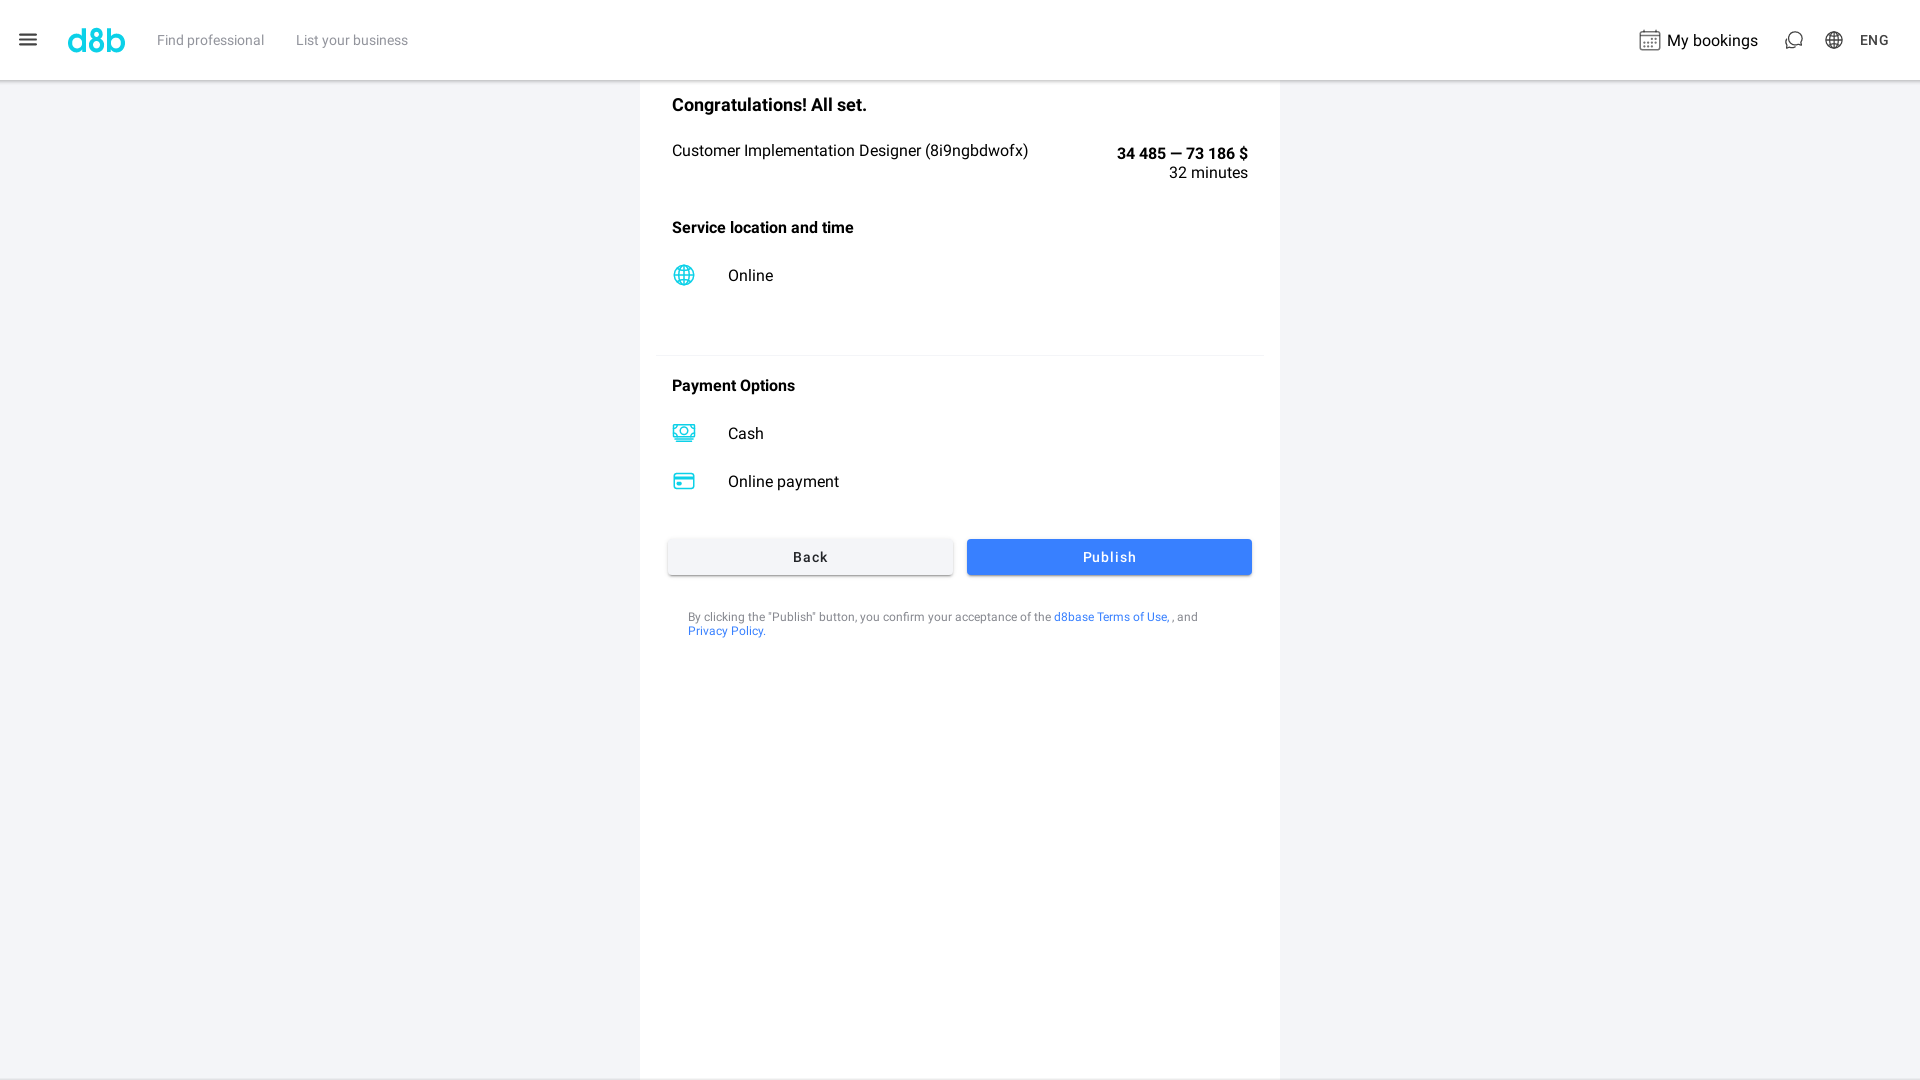 d8b
Find professional
List your business
My bookings
ENG
Congratulations! All set.
Customer Implementation Designer (8i9ngbdwofx)
34 485 — 73 186 $
32 minutes
Service location and time
Online
Payment Options
Cash
Online payment
Back
Publish
By clicking the "Publish" button, you confirm your acceptance of the d8base Terms of Use, , and
Privacy Policy.